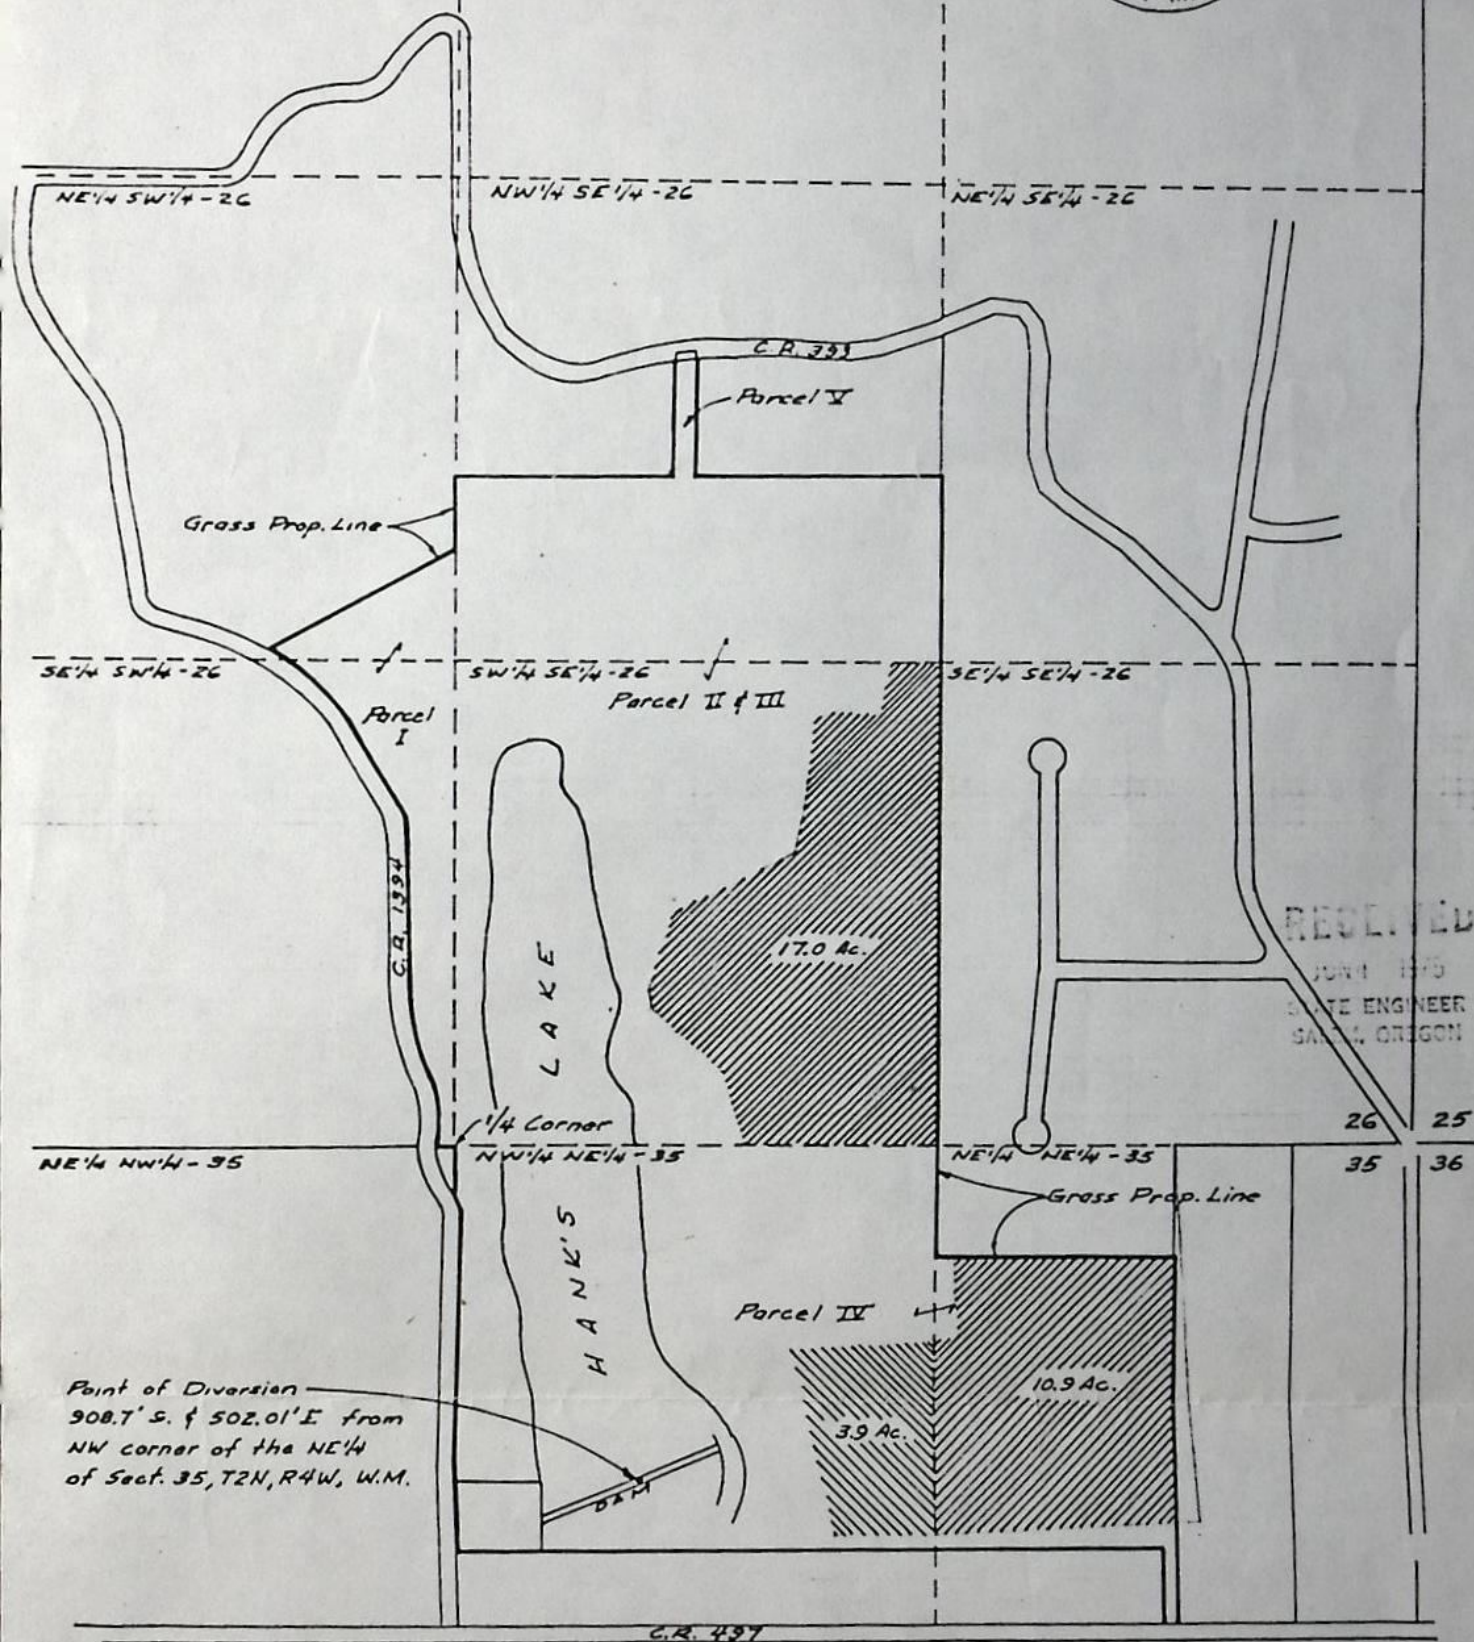 NE¼ SW¼-26
NW¼ SE¼-26
NE¼ SE¼-26
C.R. 399
Parcel V
Grass Prop. Line
SE¼ SW¼-26
SW¼ SE¼-26
SE¼ SE¼-26
Parcel II & III
Parcel
I
C.R. 1394
17.0 Ac.
HANK'S LAKE
RECEIVED
STATE ENGINEER
SALEM, OREGON
¼ Corner
26
25
NE¼ NW¼-35
NW¼ NE¼-35
NE¼ NE¼-35
35
36
Grass Prop. Line
Parcel IV
10.9 Ac.
3.9 Ac.
Point of Diversion
908.7' S. & 502.01' E from
NW corner of the NE¼
of Sect. 35, T2N, R4W, W.M.
DAM
C.R. 497